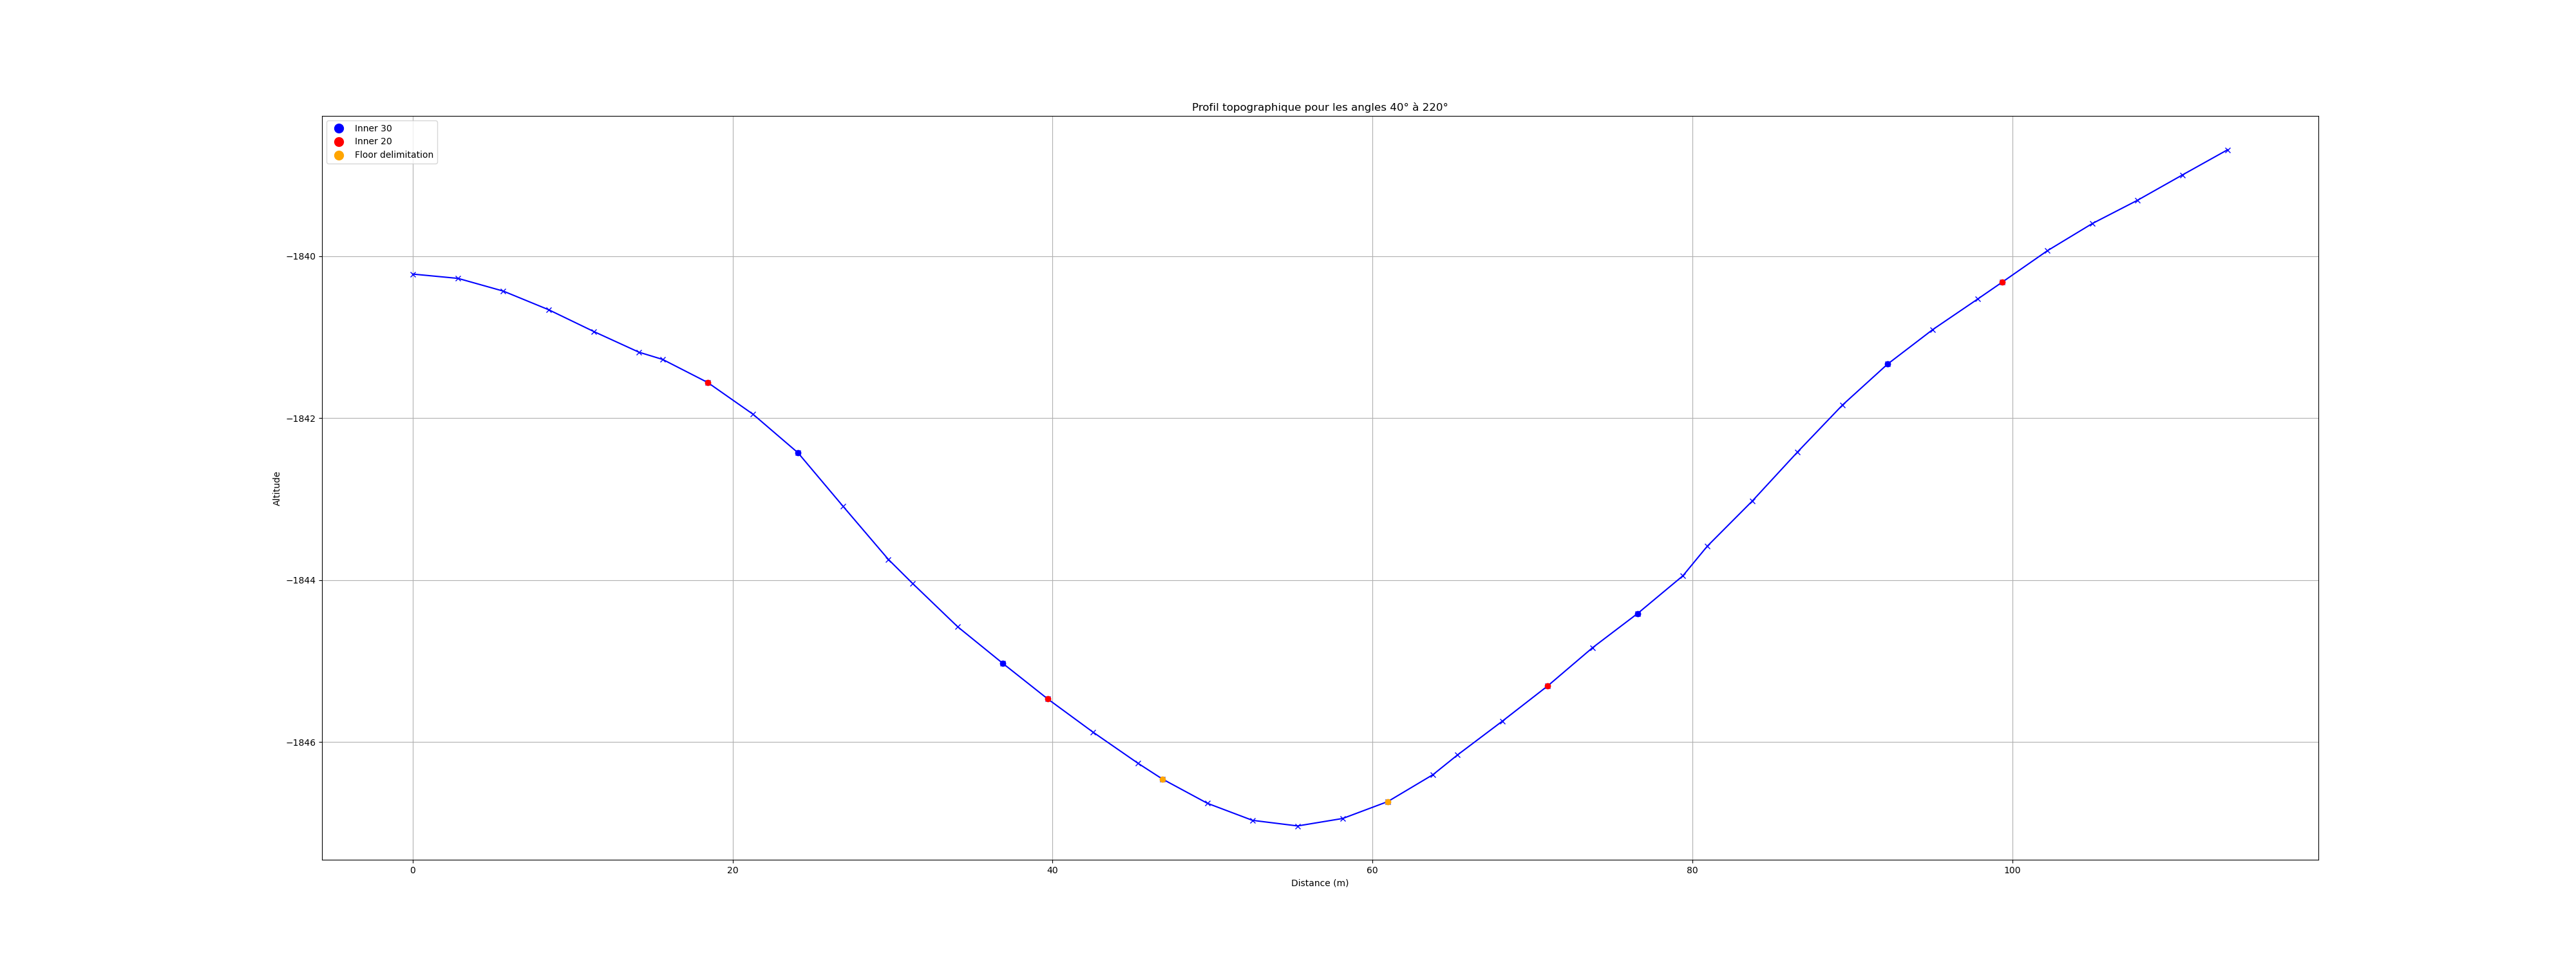 Profil topographique pour les angles 40° à 220°
Inner 30
Inner 20
Floor delimitation
Altitude
−1840
−1842
−1844
−1846
0 20 40 60 80 100
Distance (m)